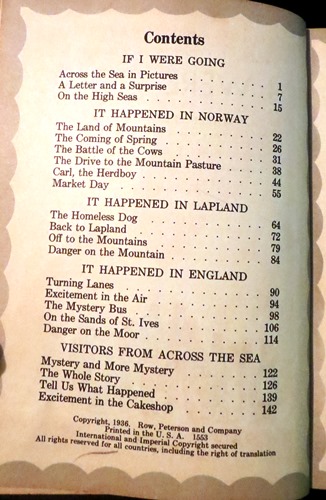 Contents
IF I WERE GOING
Across the Sea in Pictures . . . . . . . . . 1
A Letter and a Surprise . . . . . . . . . 7
On the High Seas . . . . . . . . . 15
IT HAPPENED IN NORWAY
The Land of Mountains . . . . . . . . . 22
The Coming of Spring . . . . . . . . . 26
The Battle of the Cows . . . . . . . . . 31
The Drive to the Mountain Pasture . . . . . . 38
Carl, the Herdboy . . . . . . . . . 44
Market Day . . . . . . . . . 55
IT HAPPENED IN LAPLAND
The Homeless Dog . . . . . . . . . 64
Back to Lapland . . . . . . . . . 72
Off to the Mountains . . . . . . . . . 79
Danger on the Mountain . . . . . . . . . 84
IT HAPPENED IN ENGLAND
Turning Lanes . . . . . . . . . 90
Excitement in the Air . . . . . . . . . 94
The Mystery Bus . . . . . . . . . 98
On the Sands of St. Ives . . . . . . . . . 106
Danger on the Moor . . . . . . . . . 114
VISITORS FROM ACROSS THE SEA
Mystery and More Mystery . . . . . . . . . 122
The Whole Story . . . . . . . . . 126
Tell Us What Happened . . . . . . . . . 139
Excitement in the Cakeshop . . . . . . . . . 142
Copyright, 1936, Row, Peterson and Company
Printed in the U. S. A. 1553
International and Imperial Copyright secured
All rights reserved for all countries, including the right of translation